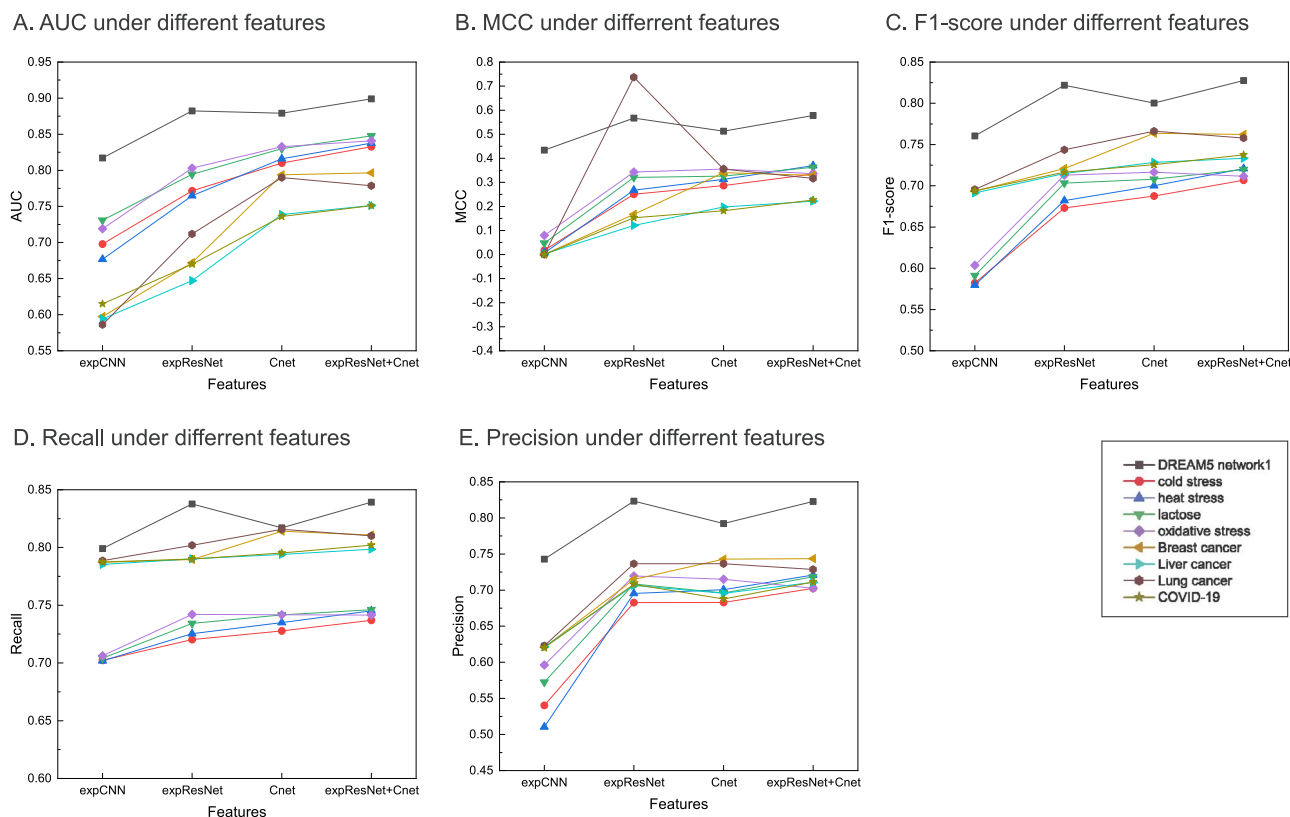 A. AUC under different features
0.95
0.90
0.85
0.80
0.75
0.70
0.65
0.60
0.55
AUC
expCNN
expResNet
Cnet
expResNet+Cnet
Features
B. MCC under differrent features
0.8
0.7
0.6
0.5
0.4
0.3
0.2
0.1
0.0
-0.1
-0.2
-0.3
-0.4
MCC
expCNN
expResNet
Cnet
expResNet+Cnet
Features
C. F1-score under differrent features
0.85
0.80
0.75
0.70
0.65
0.60
0.55
0.50
F1-score
expCNN
expResNet
Cnet
expResNet+Cnet
Features
D. Recall under differrent features
0.85
0.80
0.75
0.70
0.65
0.60
Recall
expCNN
expResNet
Cnet
expResNet+Cnet
Features
E. Precision under differrent features
0.85
0.80
0.75
0.70
0.65
0.60
0.55
0.50
0.45
Precision
expCNN
expResNet
Cnet
expResNet+Cnet
Features
DREAM5 network1
cold stress
heat stress
lactose
oxidative stress
Breast cancer
Liver cancer
Lung cancer
COVID-19